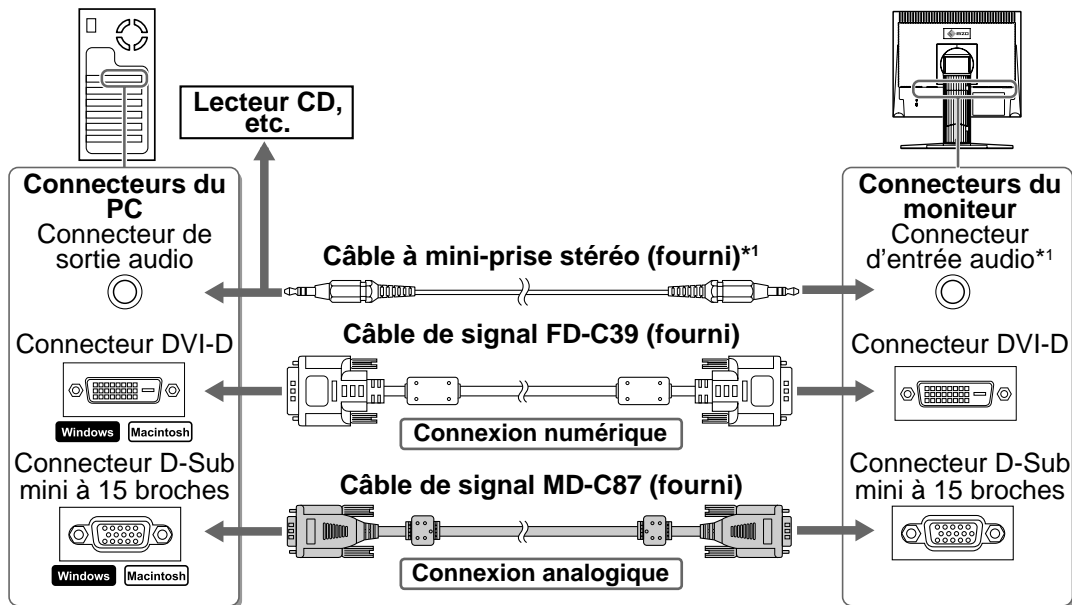 EIZO
Lecteur CD,
etc.
Connecteurs du
PC
Connecteur de
sortie audio
Câble à mini-prise stéréo (fourni)*1
Connecteurs du
moniteur
Connecteur
d'entrée audio*1
Connecteur DVI-D
Windows Macintosh
Câble de signal FD-C39 (fourni)
Connexion numérique
Connecteur DVI-D
Connecteur D-Sub
mini à 15 broches
Windows Macintosh
Câble de signal MD-C87 (fourni)
Connexion analogique
Connecteur D-Sub
mini à 15 broches